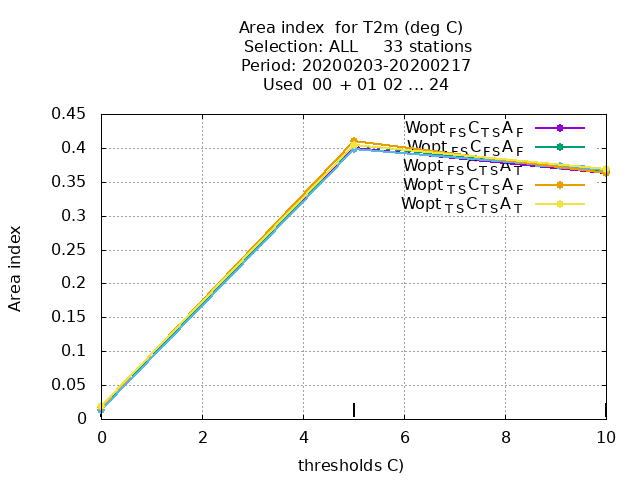 Area index  for T2m (deg C)
Selection: ALL     33 stations
Period: 20200203-20200217
Used  00 + 01 02 ... 24
0.45
0.4
0.35
0.3
0.25
0.2
0.15
0.1
0.05
0
Area index
Wopt FS C TS A F
Wopt FS C FS A F
Wopt FS C TS A T
Wopt TS C TS A F
Wopt TS C TS A T
0 2 4 6 8 10
thresholds C)